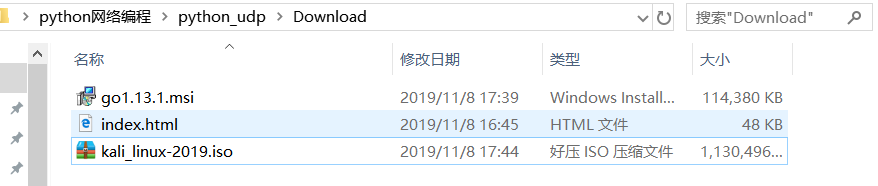 python网络编程 > python_udp > Download
搜索"Download"
名称 修改日期 类型 大小
go1.13.1.msi 2019/11/8 17:39 Windows Install... 114,380 KB
index.html 2019/11/8 16:45 HTML 文件 48 KB
kali_linux-2019.iso 2019/11/8 17:44 好压 ISO 压缩文件 1,130,496...